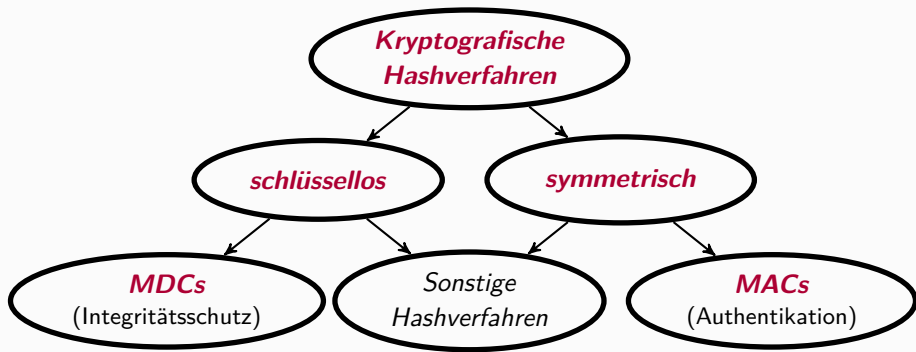 Kryptografische
Hashverfahren
schlüssellos
symmetrisch
MDCs
(Integritätsschutz)
Sonstige
Hashverfahren
MACs
(Authentikation)